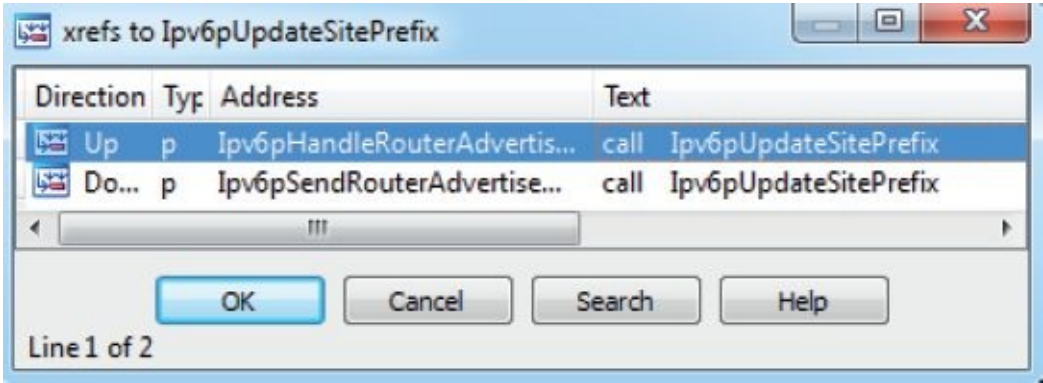 xrefs to Ipv6pUpdateSitePrefix
Direction Typ Address Text
Up p Ipv6pHandleRouterAdvertis... call Ipv6pUpdateSitePrefix
Do... p Ipv6pSendRouterAdvertise... call Ipv6pUpdateSitePrefix
OK Cancel Search Help
Line 1 of 2